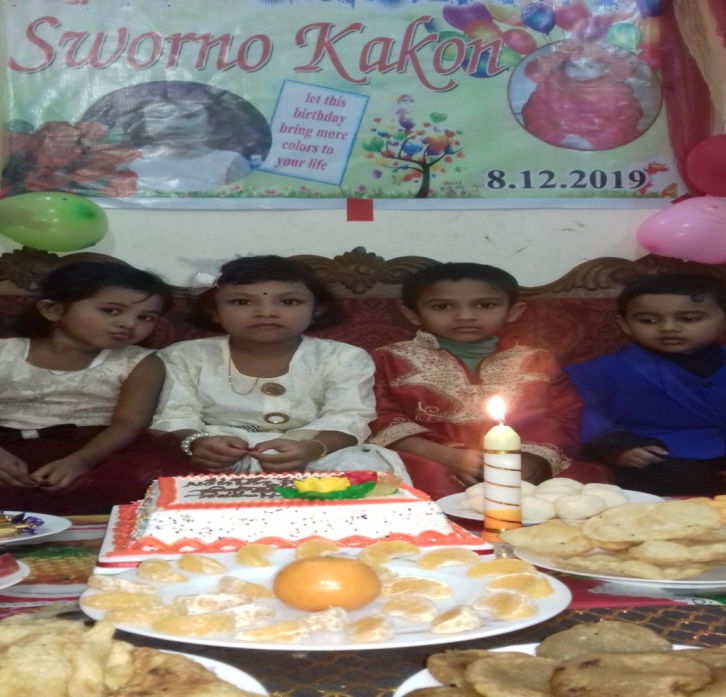 Sworno Kakon
let this
birthday
bring more
colors to
your life
8.12.2019